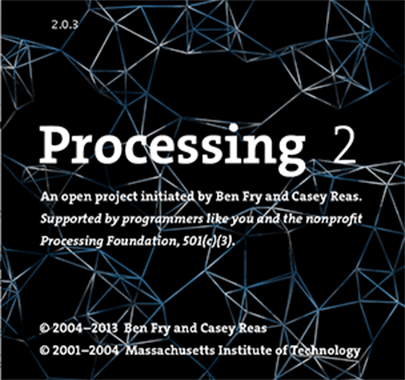 2.0.3
Processing 2
An open project initiated by Ben Fry and Casey Reas.
Supported by programmers like you and the nonprofit
Processing Foundation, 501(c)(3).
© 2004–2013 Ben Fry and Casey Reas
© 2001–2004 Massachusetts Institute of Technology